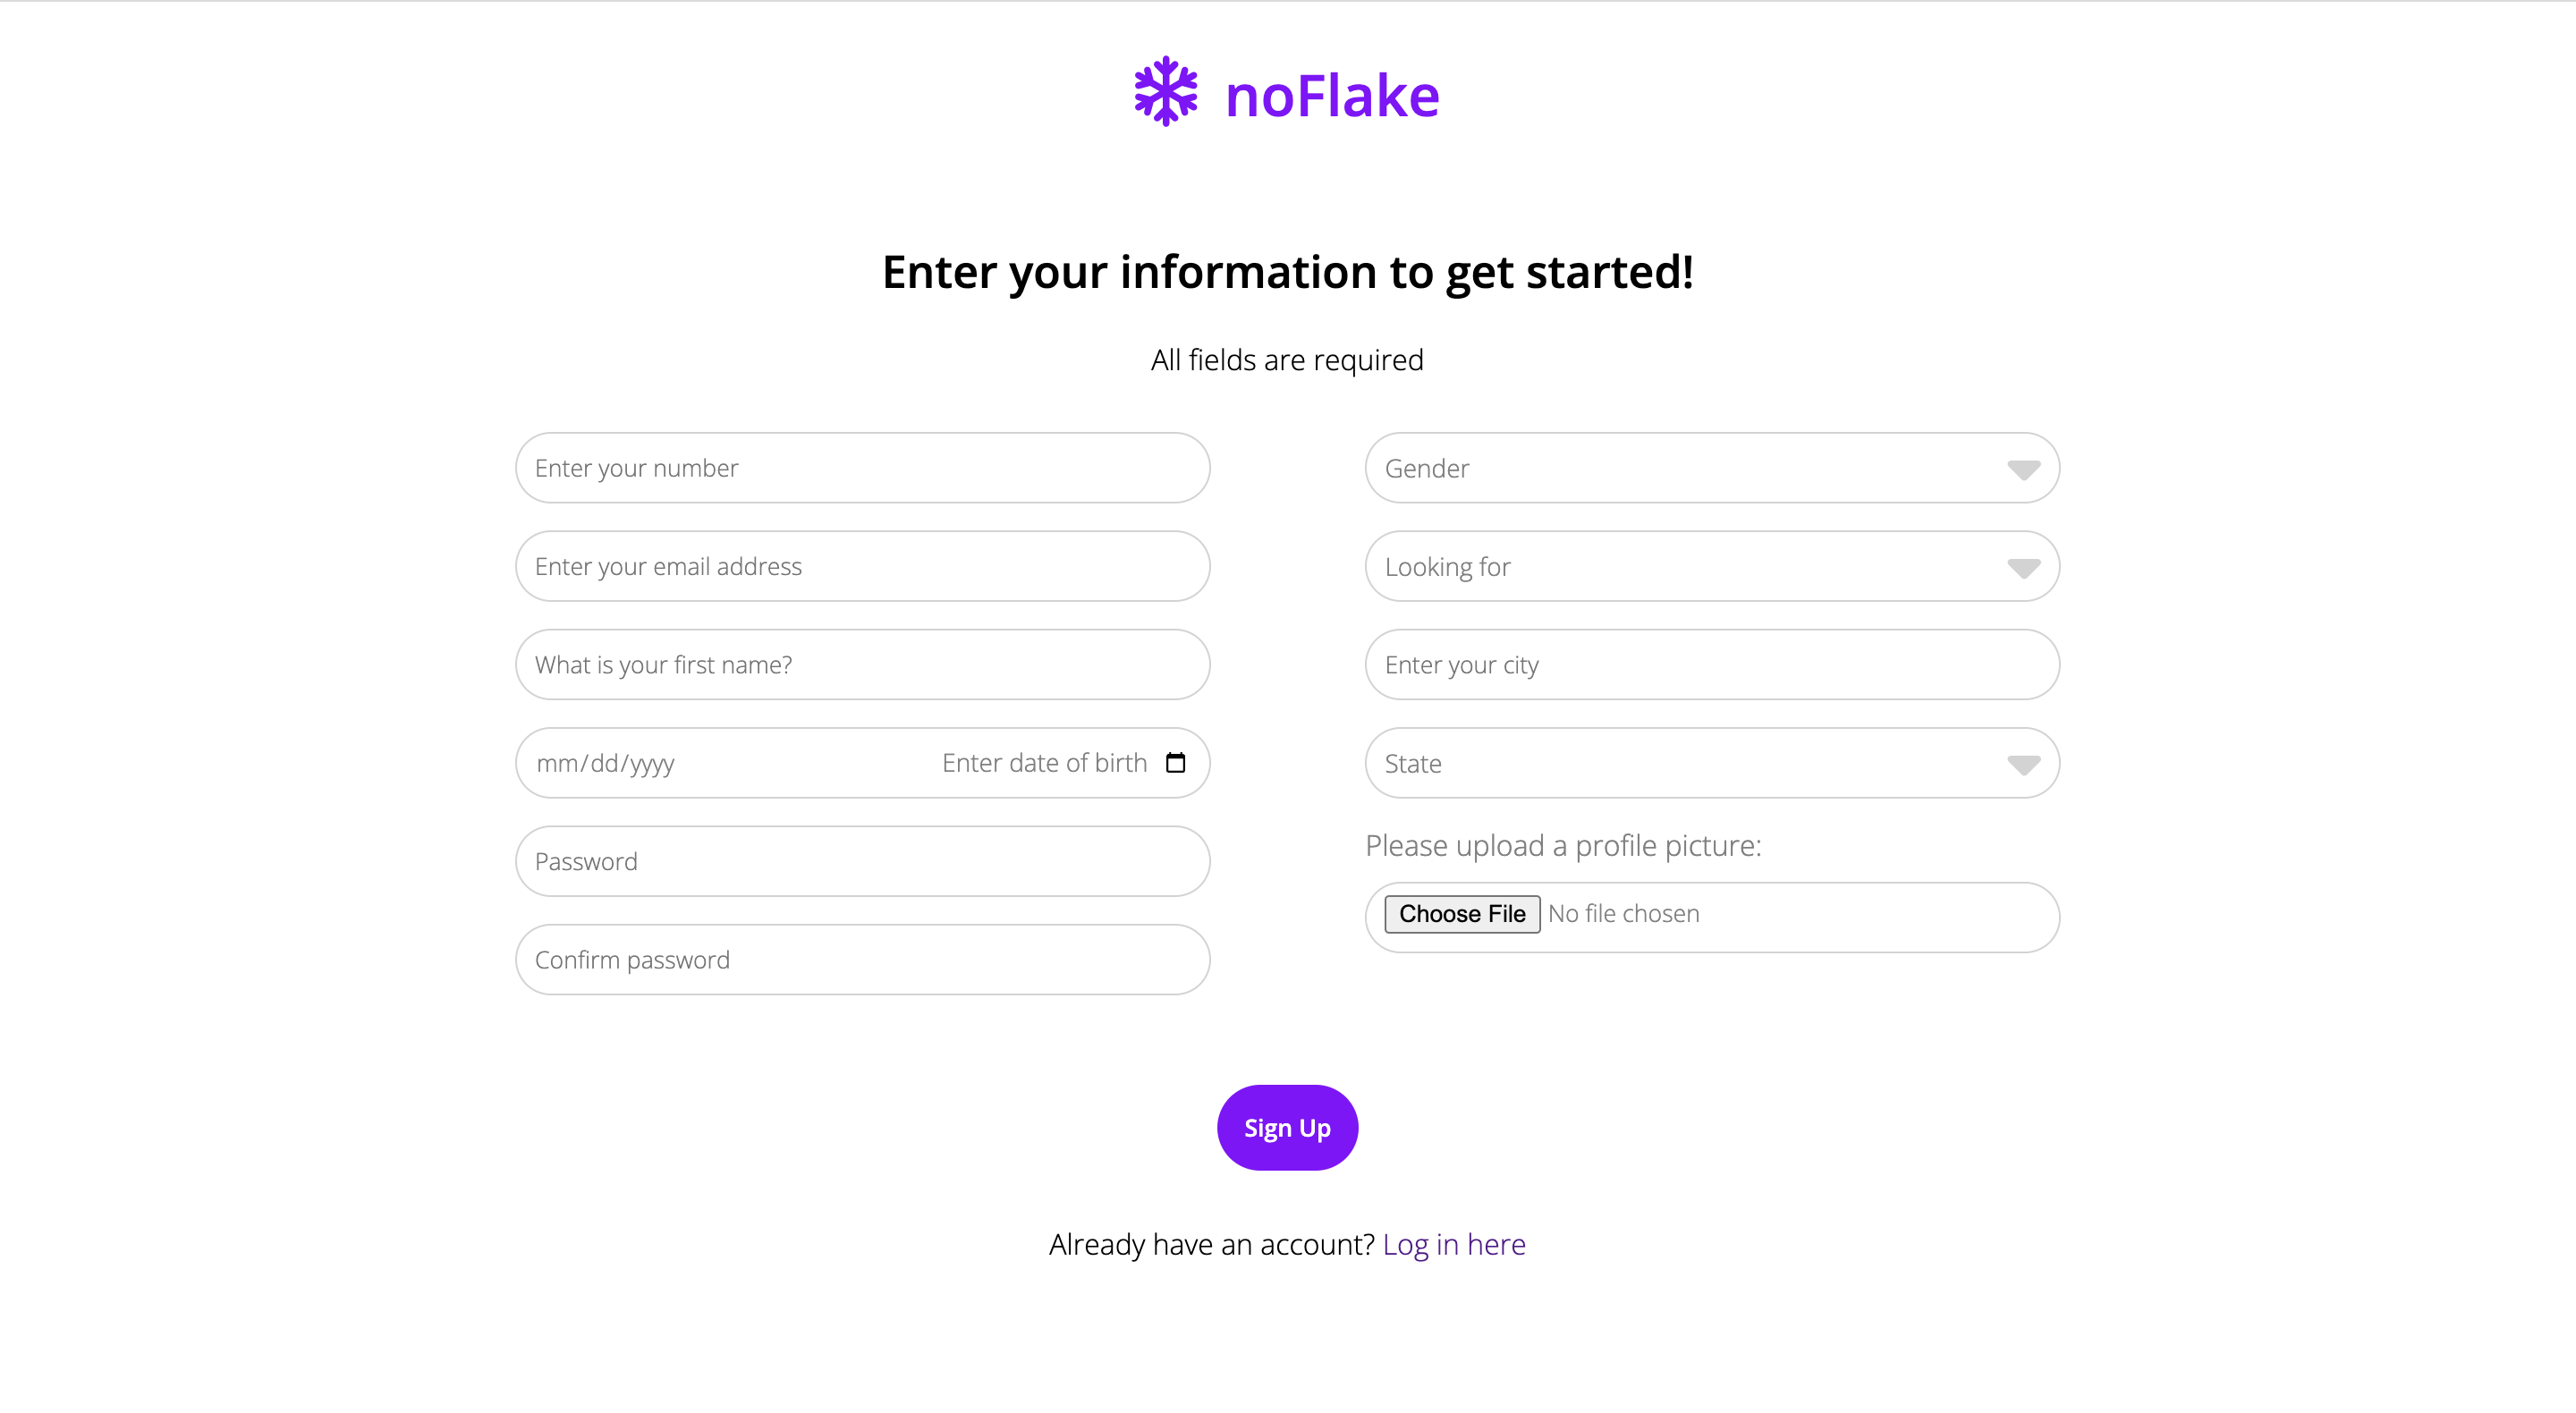 noFlake
Enter your information to get started!
All fields are required
Enter your number
Enter your email address
What is your first name?
mm/dd/yyyy Enter date of birth
Password
Confirm password
Gender
Looking for
Enter your city
State
Please upload a profile picture:
Choose File No file chosen
Sign Up
Already have an account? Log in here